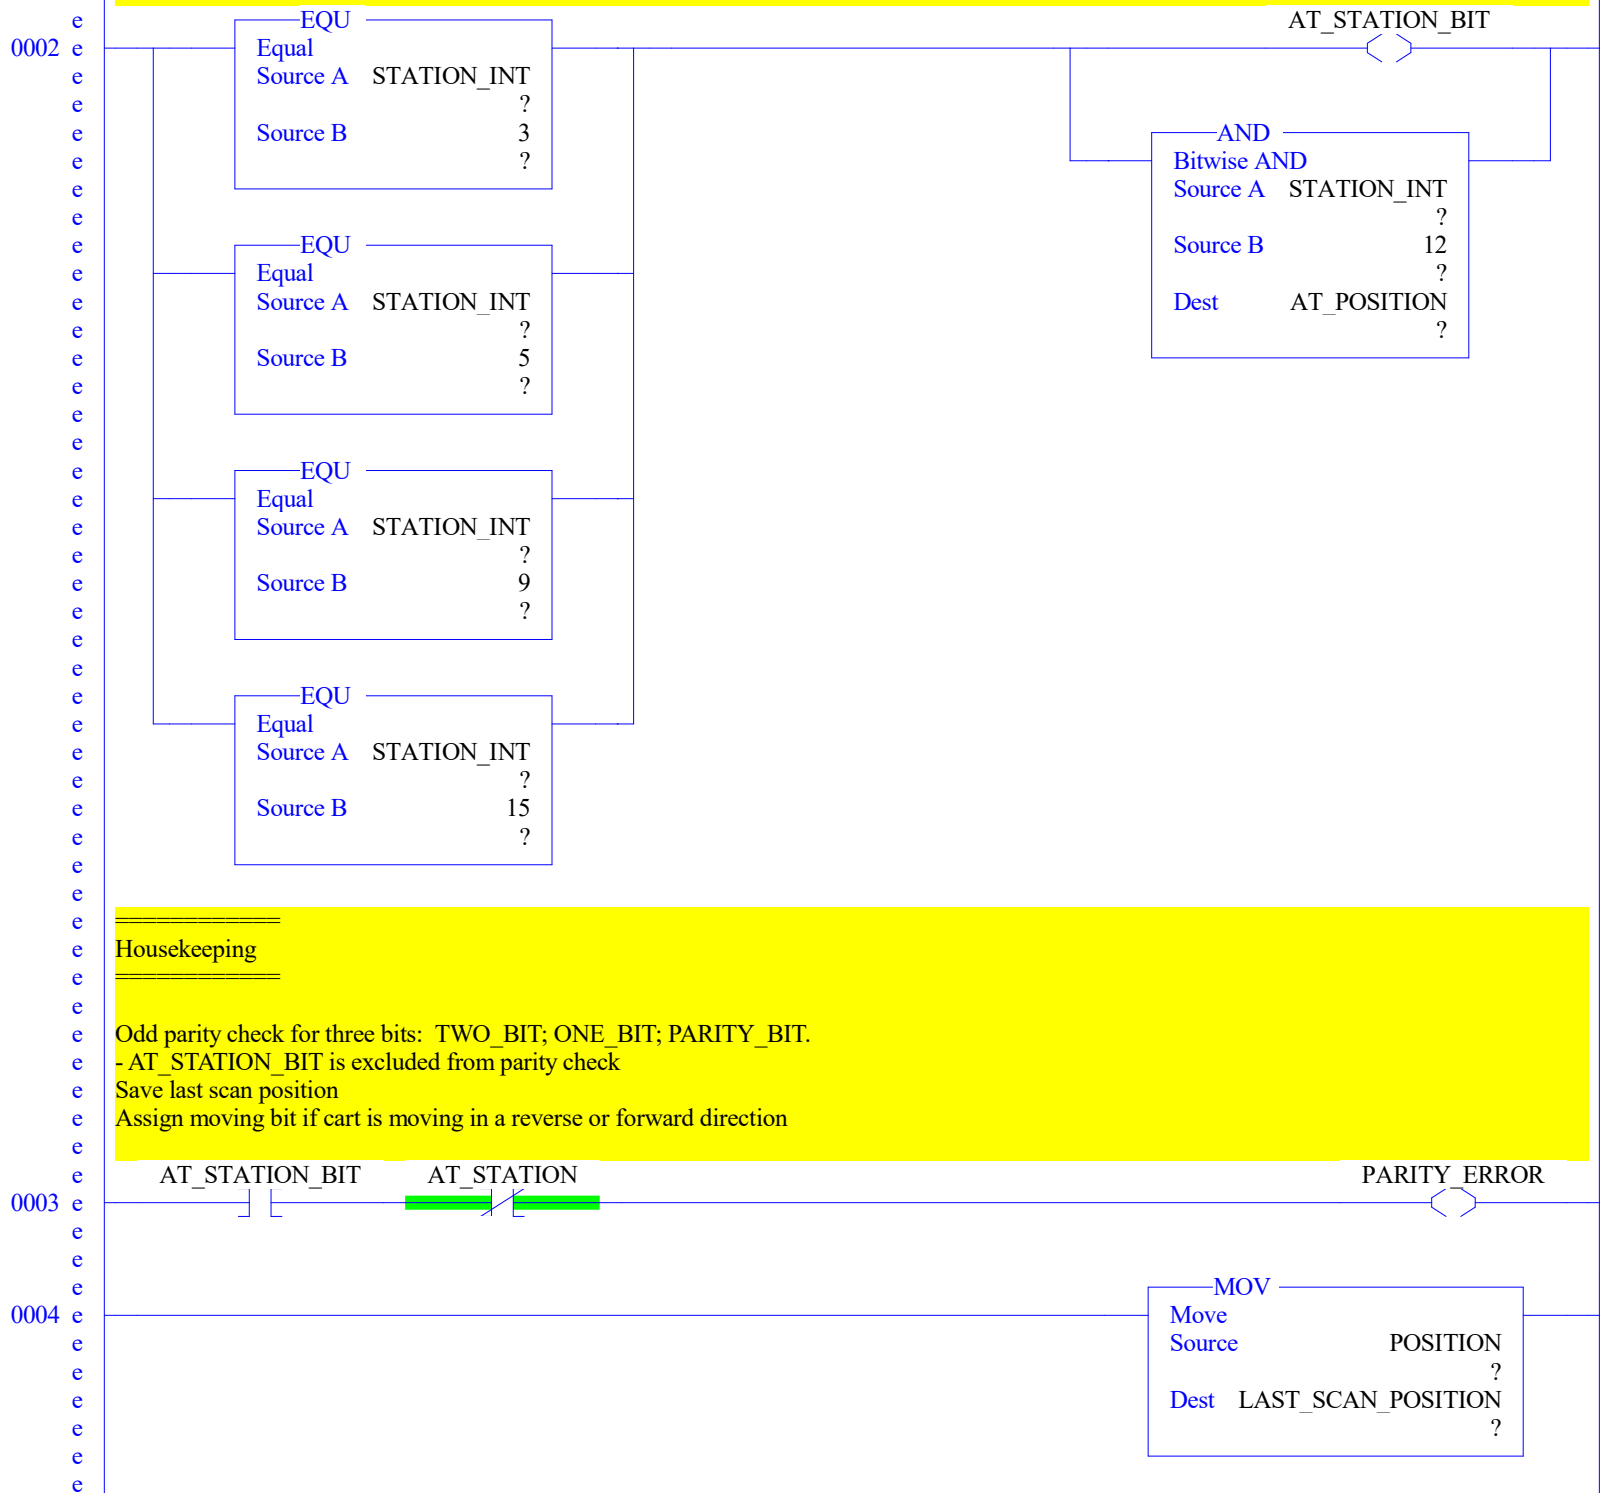 e
EQU
AT_STATION_BIT
0002 e
Equal
e
Source A STATION_INT
e
?
e
Source B 3
AND
e
?
Bitwise AND
e
Source A STATION_INT
e
?
e
EQU
Source B 12
e
Equal
?
e
Source A STATION_INT
Dest AT_POSITION
e
?
?
e
Source B 5
e
?
e
e
e
EQU
e
Equal
e
Source A STATION_INT
e
?
e
Source B 9
e
?
e
e
e
EQU
e
Equal
e
Source A STATION_INT
e
?
e
Source B 15
e
?
e
e
e ============
e Housekeeping
e ============
e
e Odd parity check for three bits: TWO_BIT; ONE_BIT; PARITY_BIT.
e - AT_STATION_BIT is excluded from parity check
e Save last scan position
e Assign moving bit if cart is moving in a reverse or forward direction
e
e AT_STATION_BIT AT_STATION PARITY_ERROR
0003 e
e
e
e MOV
0004 e Move
e Source POSITION
e ?
e Dest LAST_SCAN_POSITION
e ?
e
e